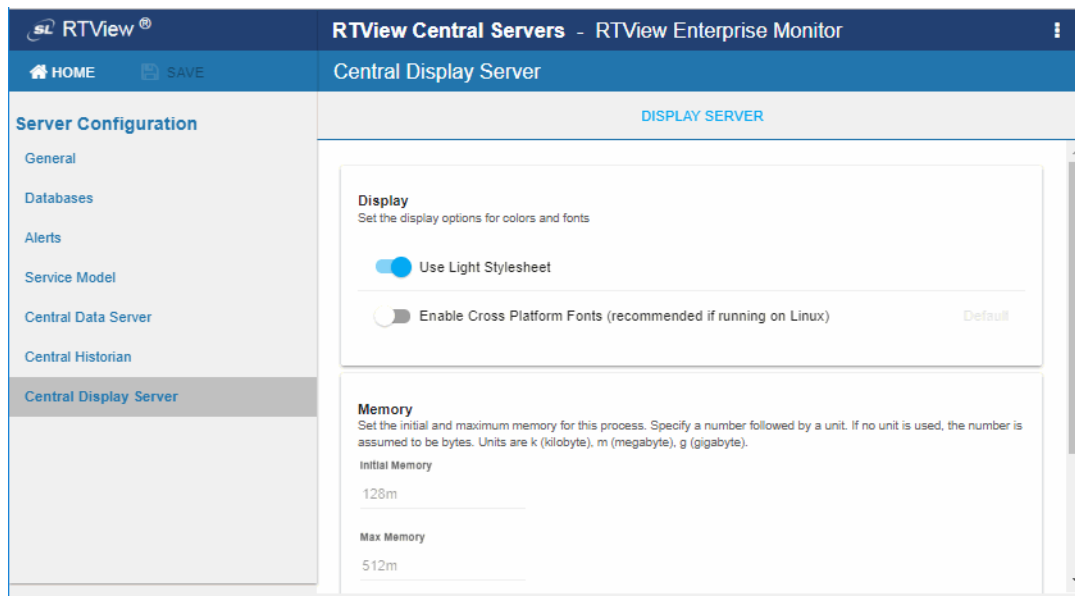 SL RTView ®
RTView Central Servers - RTView Enterprise Monitor
HOME
SAVE
Central Display Server
Server Configuration
General
Databases
Alerts
Service Model
Central Data Server
Central Historian
Central Display Server
DISPLAY SERVER
Display
Set the display options for colors and fonts
Use Light Stylesheet
Enable Cross Platform Fonts (recommended if running on Linux)
Default
Memory
Set the initial and maximum memory for this process. Specify a number followed by a unit. If no unit is used, the number is
assumed to be bytes. Units are k (kilobyte), m (megabyte), g (gigabyte).
Initial Memory
128m
Max Memory
512m